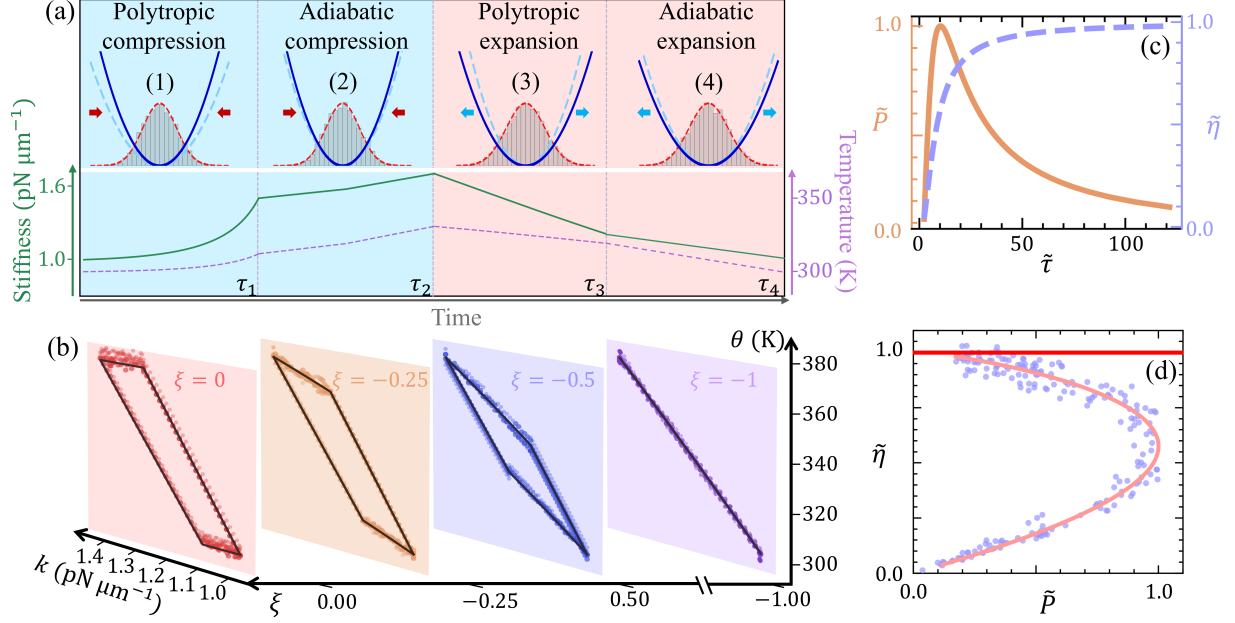 (a)
Polytropic
compression
(1)
Adiabatic
compression
(2)
Polytropic
expansion
(3)
Adiabatic
expansion
(4)
Stiffness (pN μm⁻¹)
1.6
1.0
Temperature (K)
350
300
τ₁
τ₂
τ₃
τ₄
Time
(b)
ξ = 0
ξ = −0.25
ξ = −0.5
ξ = −1
θ (K)
380
360
340
320
300
1.4
1.3
1.2
1.1
1.0
k (pN μm⁻¹)
ξ
0.00
−0.25
0.50
−1.00
(c)
1.0
P̃
0.0
1.0
η̃
0.0
0
50
100
τ̃
(d)
1.0
η̃
0.0
0.0
P̃
1.0